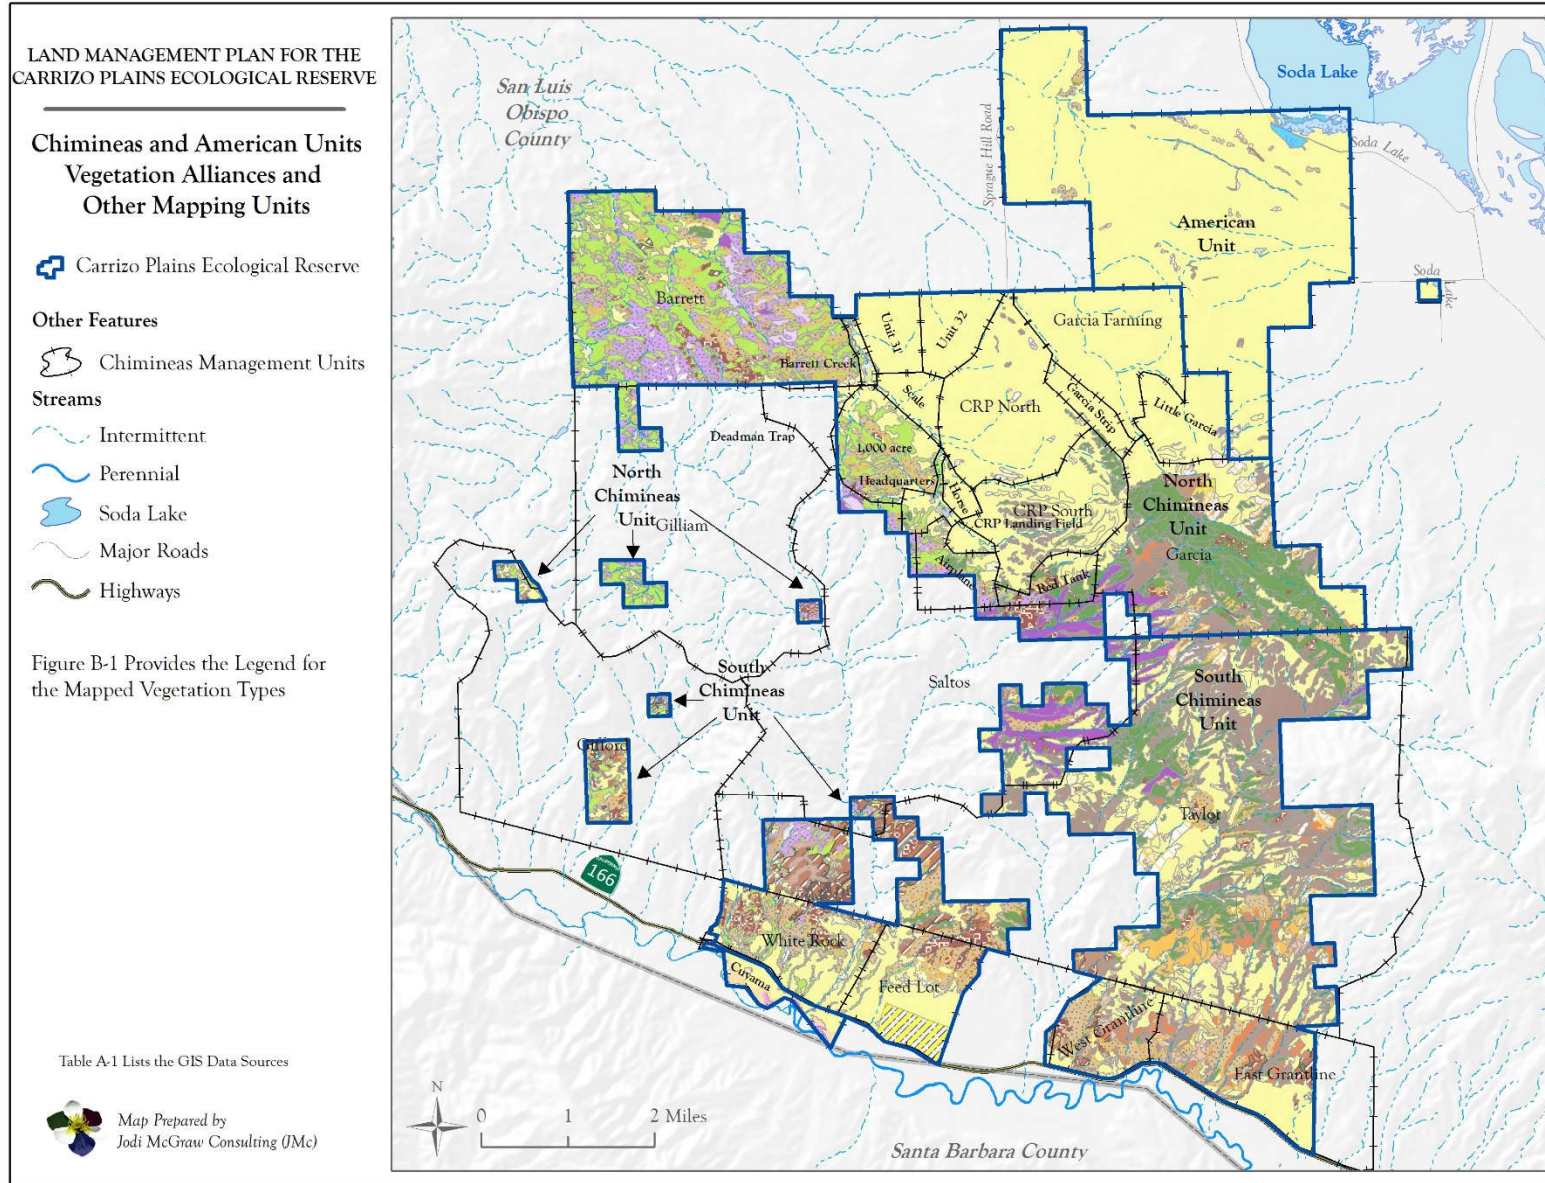 LAND MANAGEMENT PLAN FOR THE
CARRIZO PLAINS ECOLOGICAL RESERVE
Chimineas and American Units
Vegetation Alliances and
Other Mapping Units
Carrizo Plains Ecological Reserve
Other Features
Chimineas Management Units
Streams
Intermittent
Perennial
Soda Lake
Major Roads
Highways
Figure B-1 Provides the Legend for
the Mapped Vegetation Types
Table A-1 Lists the GIS Data Sources
Map Prepared by
Jodi McGraw Consulting (JMc)
San Luis
Obispo
County
Soda Lake
Sprague Hill Road
Soda Lake
American
Unit
Soda
Lake
Barrett
Unit 31
Unit 32
Garcia Farming
Barrett Creek
Scale
CRP North
Garcia Strip
Little Garcia
Deadman Trap
1,000 acre
North
Chimineas
Unit
Headquarters
Horse
CRP South
CRP Landing Field
North
Chimineas
Unit
Gilliam
Garcia
Airplane
Red Tank
South
Chimineas
Unit
Saltos
South
Chimineas
Unit
Gifford
Taylor
CALIFORNIA
166
White Rock
Cuyama
Feed Lot
West Grantline
East Grantline
N
0 1 2 Miles
Santa Barbara County